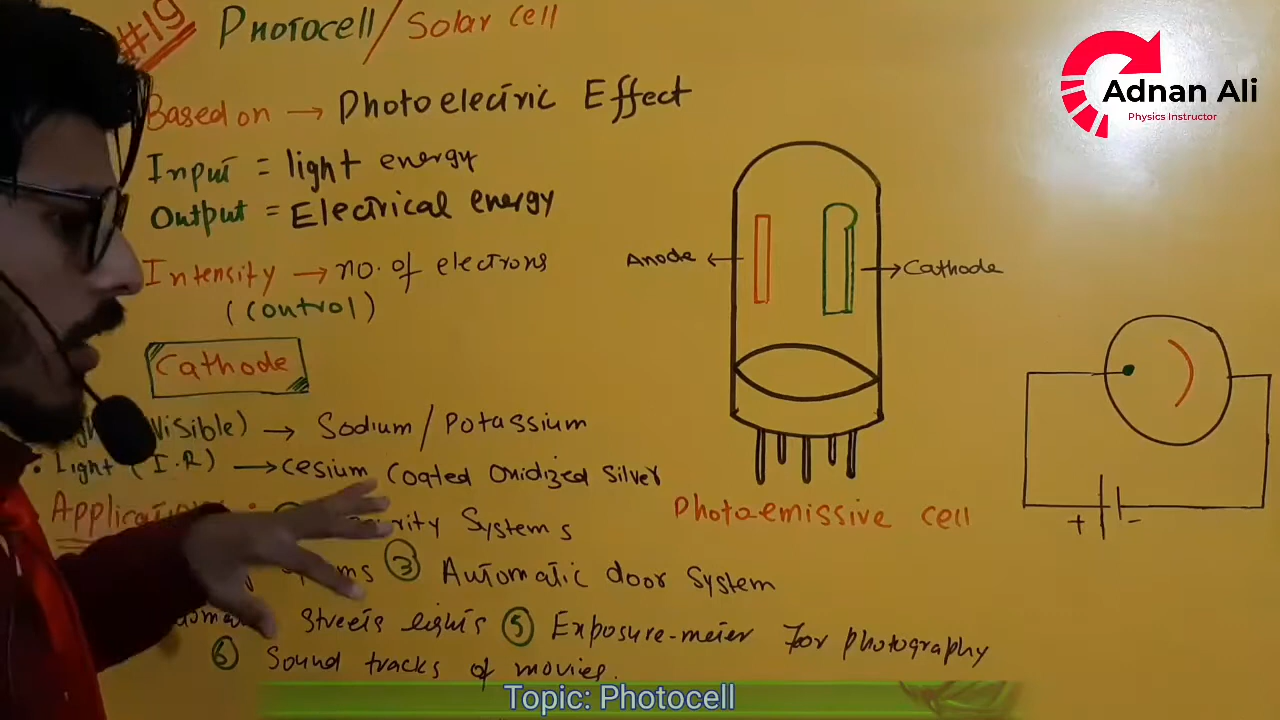 #19 Photocell/Solar cell
Adnan Ali
Physics Instructor
Based on → Photoelectric Effect
Input = light energy
Output = Electrical energy
Intensity → no. of electrons
(Control)
Anode
Cathode
Cathode
Visible) → Sodium/Potassium
• Light (I.R) → Cesium Coated Oxidized Silver
Photoemissive cell
+ -
Systems
③ Automatic door System
Streets lights ⑤ Exposure-meter For photography
⑥ Sound tracks of movies.
Topic: Photocell